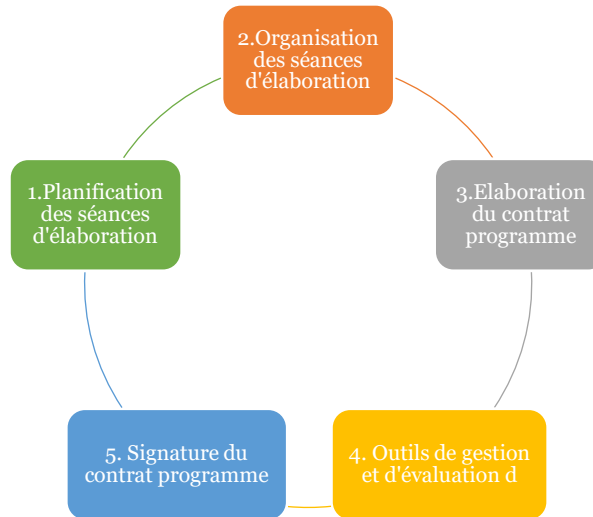 2.Organisation
des séances
d'élaboration
1.Planification
des séances
d'élaboration
3.Elaboration
du contrat
programme
5. Signature du
contrat programme
4. Outils de gestion
et d'évaluation d